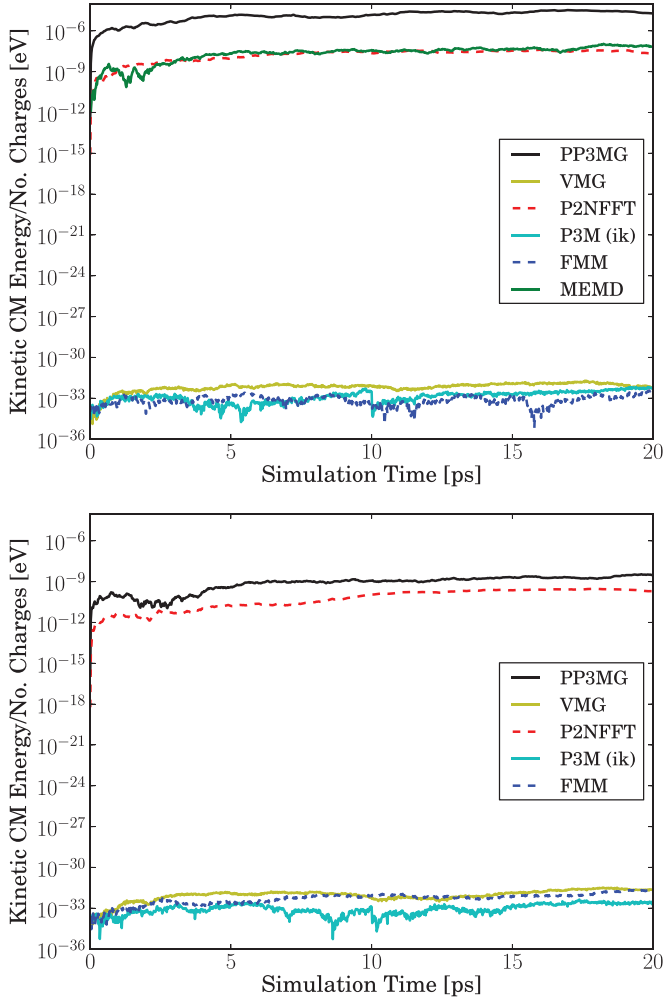 Kinetic CM Energy/No. Charges [eV]
10^-6
10^-9
10^-12
10^-15
10^-18
10^-21
10^-24
10^-27
10^-30
10^-33
10^-36
PP3MG
VMG
P2NFFT
P3M (ik)
FMM
MEMD
0
5
10
15
20
Simulation Time [ps]
Kinetic CM Energy/No. Charges [eV]
10^-6
10^-9
10^-12
10^-15
10^-18
10^-21
10^-24
10^-27
10^-30
10^-33
10^-36
PP3MG
VMG
P2NFFT
P3M (ik)
FMM
0
5
10
15
20
Simulation Time [ps]